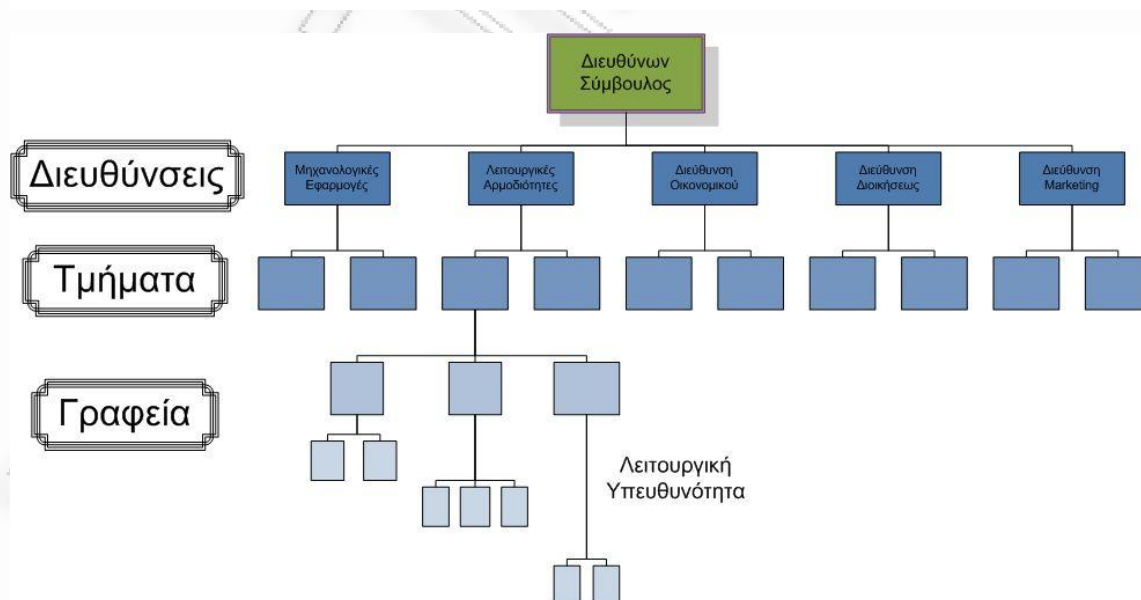 Διευθύνων
Σύμβουλος
Διευθύνσεις
Μηχανολογικές
Εφαρμογές
Λειτουργικές
Αρμοδιότητες
Διεύθυνση
Οικονομικού
Διεύθυνση
Διοικήσεως
Διεύθυνση
Marketing
Τμήματα
Γραφεία
Λειτουργική
Υπευθυνότητα